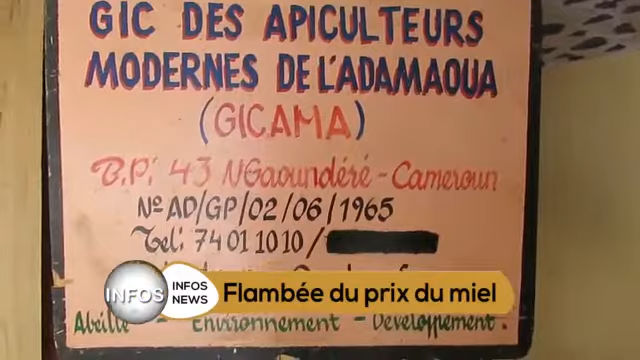 GIC DES APICULTEURS
MODERNES DE L'ADAMAOUA
(GICAMA)
B.P: 43 NGaoundéré - Cameroun
Nº AD/GP/02/06/1965
Tel: 74 01 10 10 /
INFOS
INFOS
NEWS
Flambée du prix du miel
Abeille - Environnement - Développement.